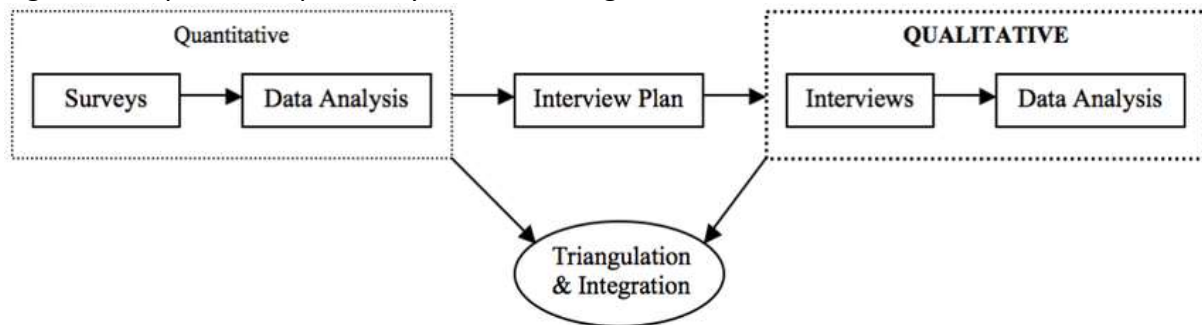 Quantitative
QUALITATIVE
Surveys
Data Analysis
Interview Plan
Interviews
Data Analysis
Triangulation
& Integration